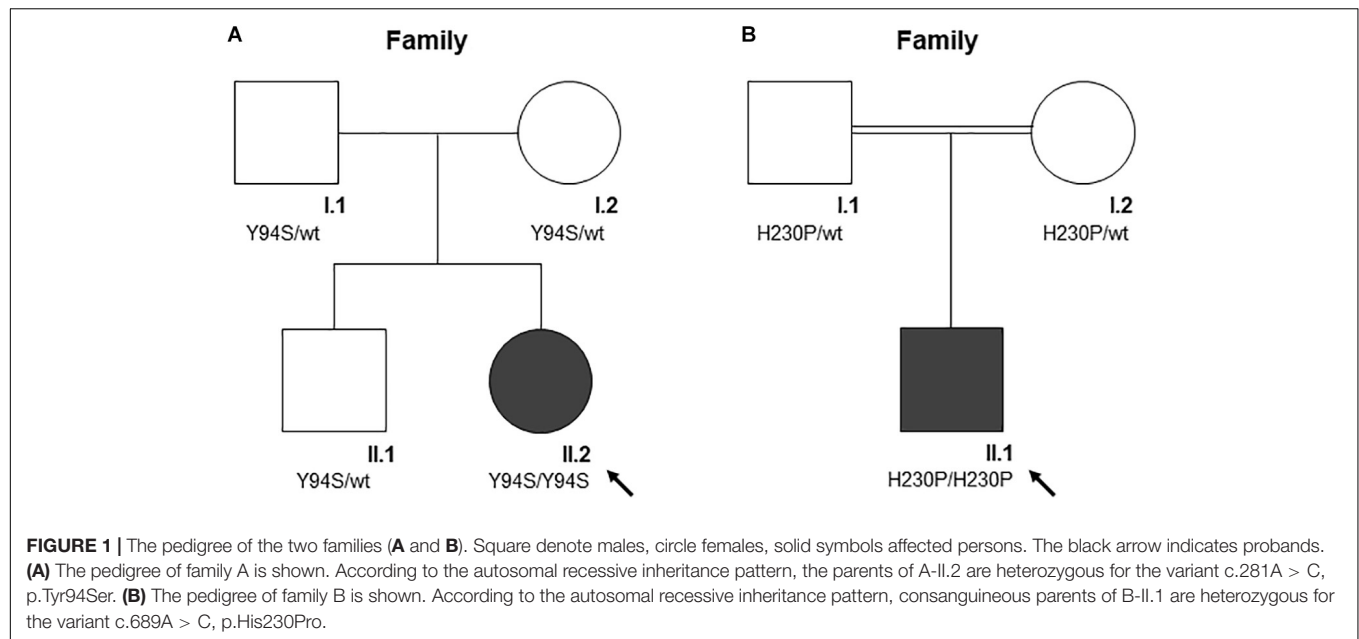 A
Family
B
Family
I.1
I.2
I.1
I.2
Y94S/wt
Y94S/wt
H230P/wt
H230P/wt
II.1
II.2
II.1
Y94S/wt
Y94S/Y94S
H230P/H230P
FIGURE 1 | The pedigree of the two families (A and B). Square denote males, circle females, solid symbols affected persons. The black arrow indicates probands.
(A) The pedigree of family A is shown. According to the autosomal recessive inheritance pattern, the parents of A-II.2 are heterozygous for the variant c.281A > C,
p.Tyr94Ser. (B) The pedigree of family B is shown. According to the autosomal recessive inheritance pattern, consanguineous parents of B-II.1 are heterozygous for
the variant c.689A > C, p.His230Pro.